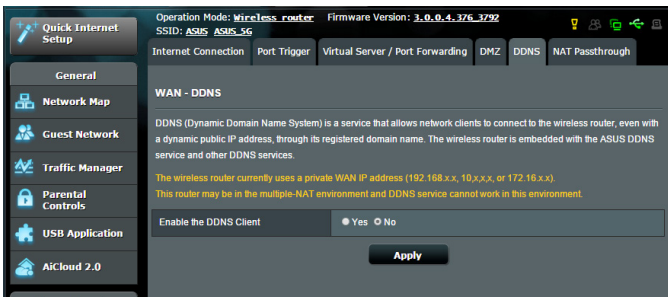 Quick Internet
Setup
General
Network Map
Guest Network
Traffic Manager
Parental
Controls
USB Application
AiCloud 2.0
Operation Mode: Wireless router Firmware Version: 3.0.0.4.376_3792
SSID: ASUS ASUS_5G
Internet Connection Port Trigger Virtual Server / Port Forwarding DMZ DDNS NAT Passthrough
WAN - DDNS
DDNS (Dynamic Domain Name System) is a service that allows network clients to connect to the wireless router, even with
a dynamic public IP address, through its registered domain name. The wireless router is embedded with the ASUS DDNS
service and other DDNS services.
The wireless router currently uses a private WAN IP address (192.168.x.x, 10,x,x,x, or 172.16.x.x).
This router may be in the multiple-NAT environment and DDNS service cannot work in this environment.
Enable the DDNS Client Yes No
Apply